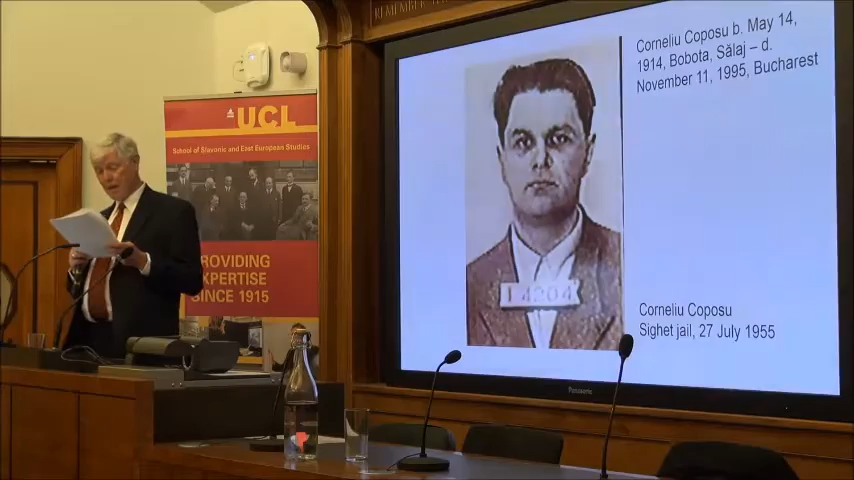 REMEMBER
UCL
School of Slavonic and East European Studies
PROVIDING
EXPERTISE
SINCE 1915
Corneliu Coposu b. May 14,
1914, Bobota, Sălaj – d.
November 11, 1995, Bucharest
14204
Corneliu Coposu
Sighet jail, 27 July 1955
Panasonic